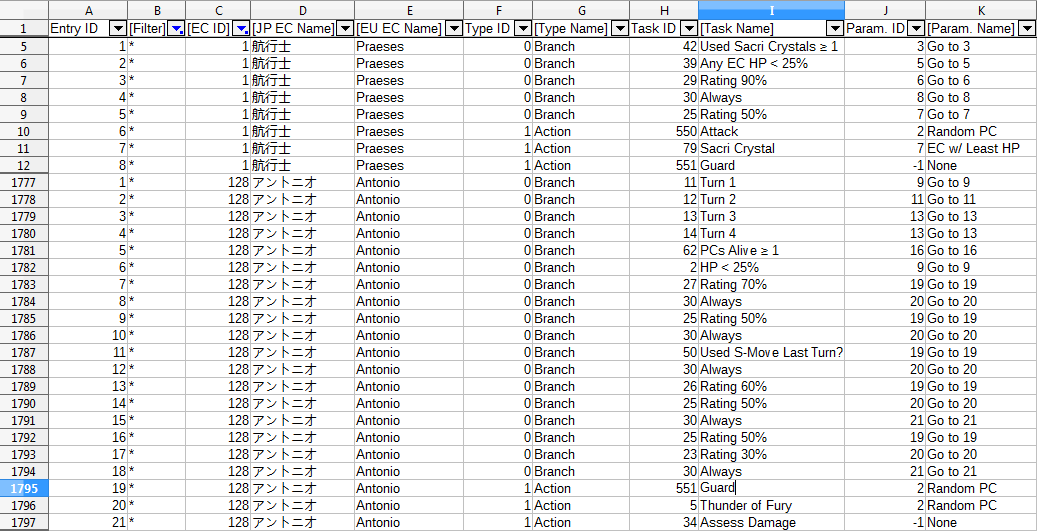 A B C D E F G H I J K
1 Entry ID [Filter] [EC ID] [JP EC Name] [EU EC Name] Type ID [Type Name] Task ID [Task Name] Param. ID [Param. Name]
5 1 * 1 航行士 Praeses 0 Branch 42 Used Sacri Crystals ≥ 1 3 Go to 3
6 2 * 1 航行士 Praeses 0 Branch 39 Any EC HP < 25% 5 Go to 5
7 3 * 1 航行士 Praeses 0 Branch 29 Rating 90% 6 Go to 6
8 4 * 1 航行士 Praeses 0 Branch 30 Always 8 Go to 8
9 5 * 1 航行士 Praeses 0 Branch 25 Rating 50% 7 Go to 7
10 6 * 1 航行士 Praeses 1 Action 550 Attack 2 Random PC
11 7 * 1 航行士 Praeses 1 Action 79 Sacri Crystal 7 EC w/ Least HP
12 8 * 1 航行士 Praeses 1 Action 551 Guard -1 None
1777 1 * 128 アントニオ Antonio 0 Branch 11 Turn 1 9 Go to 9
1778 2 * 128 アントニオ Antonio 0 Branch 12 Turn 2 11 Go to 11
1779 3 * 128 アントニオ Antonio 0 Branch 13 Turn 3 13 Go to 13
1780 4 * 128 アントニオ Antonio 0 Branch 14 Turn 4 13 Go to 13
1781 5 * 128 アントニオ Antonio 0 Branch 62 PCs Alive ≥ 1 16 Go to 16
1782 6 * 128 アントニオ Antonio 0 Branch 2 HP < 25% 9 Go to 9
1783 7 * 128 アントニオ Antonio 0 Branch 27 Rating 70% 19 Go to 19
1784 8 * 128 アントニオ Antonio 0 Branch 30 Always 20 Go to 20
1785 9 * 128 アントニオ Antonio 0 Branch 25 Rating 50% 19 Go to 19
1786 10 * 128 アントニオ Antonio 0 Branch 30 Always 20 Go to 20
1787 11 * 128 アントニオ Antonio 0 Branch 50 Used S-Move Last Turn? 19 Go to 19
1788 12 * 128 アントニオ Antonio 0 Branch 30 Always 20 Go to 20
1789 13 * 128 アントニオ Antonio 0 Branch 26 Rating 60% 19 Go to 19
1790 14 * 128 アントニオ Antonio 0 Branch 25 Rating 50% 20 Go to 20
1791 15 * 128 アントニオ Antonio 0 Branch 30 Always 21 Go to 21
1792 16 * 128 アントニオ Antonio 0 Branch 25 Rating 50% 19 Go to 19
1793 17 * 128 アントニオ Antonio 0 Branch 23 Rating 30% 20 Go to 20
1794 18 * 128 アントニオ Antonio 0 Branch 30 Always 21 Go to 21
1795 19 * 128 アントニオ Antonio 1 Action 551 Guard 2 Random PC
1796 20 * 128 アントニオ Antonio 1 Action 5 Thunder of Fury 2 Random PC
1797 21 * 128 アントニオ Antonio 1 Action 34 Assess Damage -1 None